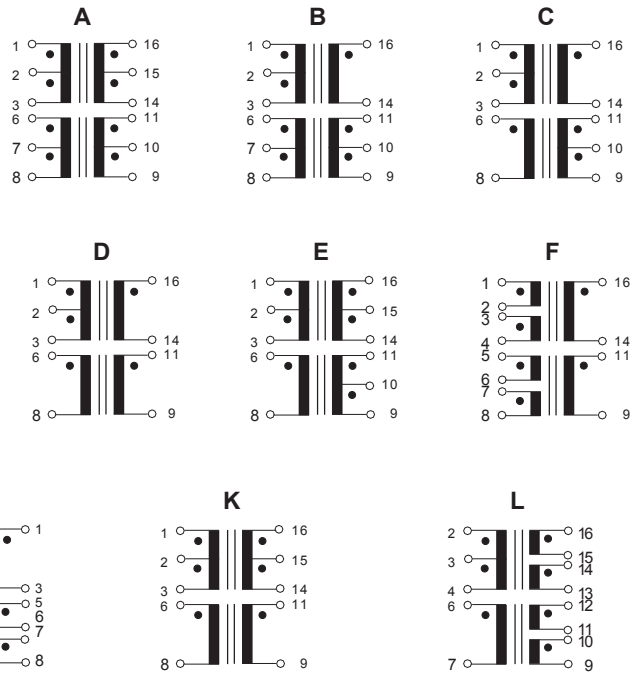 A B C
1 16 1 16 1 16
2 15 2 2
3 14 3 14 3 14
6 11 6 11 6 11
7 10 7 10 10
8 9 8 9 8 9
D E F
1 16 1 16 1 16
2 2 15 2
3
3 14 3 14 4 14
6 11 6 11 5 11
10 6
7
8 9 8 9 8 9
K L
1 1 16 2 16
2 15 3 15
14
3 3 14 4 13
5 6 11 6 12
6 11
7 10
8 8 9 7 9